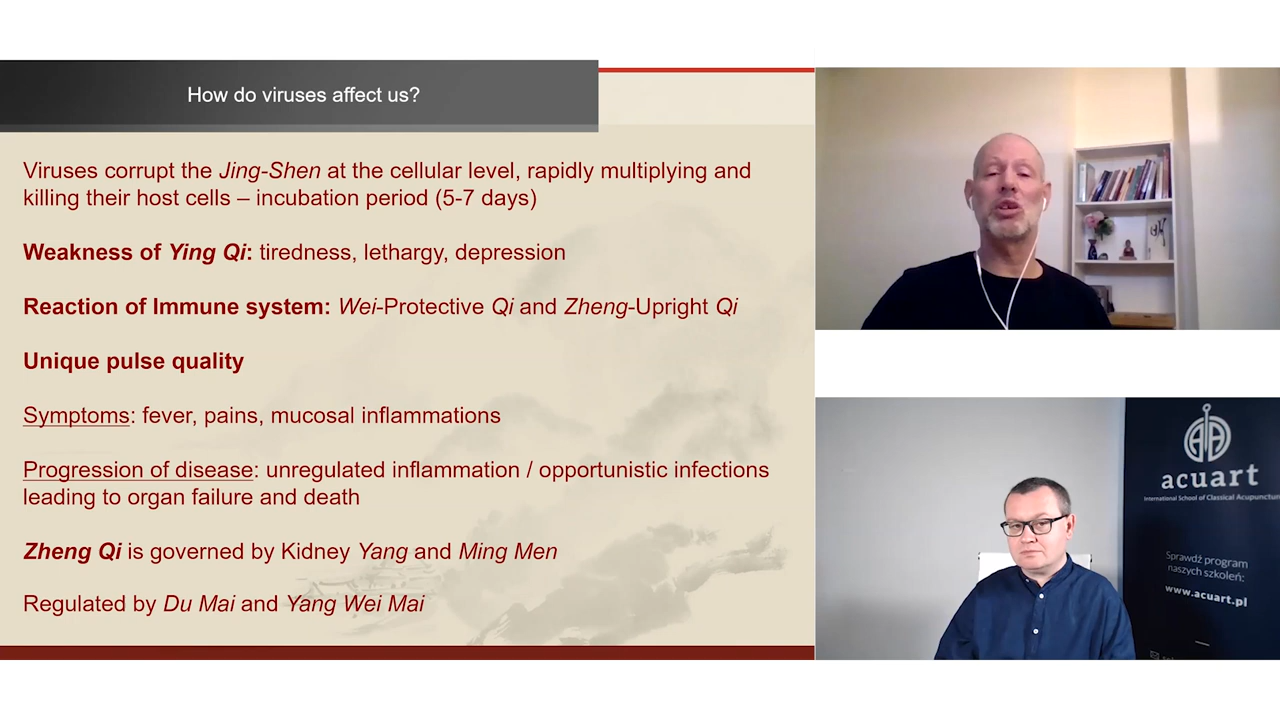 How do viruses affect us?
Viruses corrupt the Jing-Shen at the cellular level, rapidly multiplying and
killing their host cells – incubation period (5-7 days)
Weakness of Ying Qi: tiredness, lethargy, depression
Reaction of Immune system: Wei-Protective Qi and Zheng-Upright Qi
Unique pulse quality
Symptoms: fever, pains, mucosal inflammations
Progression of disease: unregulated inflammation / opportunistic infections
leading to organ failure and death
Zheng Qi is governed by Kidney Yang and Ming Men
Regulated by Du Mai and Yang Wei Mai
acuart
International School of Classical Acupuncture
Sprawdź program
naszych szkoleń:
www.acuart.pl